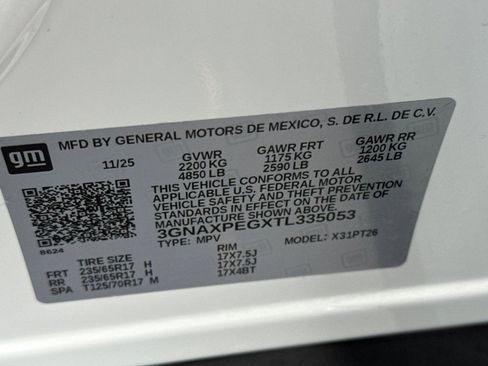 gm
MFD BY GENERAL MOTORS DE MEXICO, S. DE R.L. DE C.V.
11/25 GVWR GAWR FRT GAWR RR
2200 KG 1175 KG 1200 KG
4850 LB 2590 LB 2645 LB
THIS VEHICLE CONFORMS TO ALL
APPLICABLE U.S. FEDERAL MOTOR
VEHICLE SAFETY AND THEFT PREVENTION
STANDARDS IN EFFECT ON THE DATE OF
MANUFACTURE SHOWN ABOVE.
3GNAXPEGXTL335053
8624
TYPE: MPV MODEL: X31PT26
TIRE SIZE RIM
FRT 235/65R17 H 17X7.5J
RR 235/65R17 H 17X7.5J
SPA T125/70R17 M 17X4BT